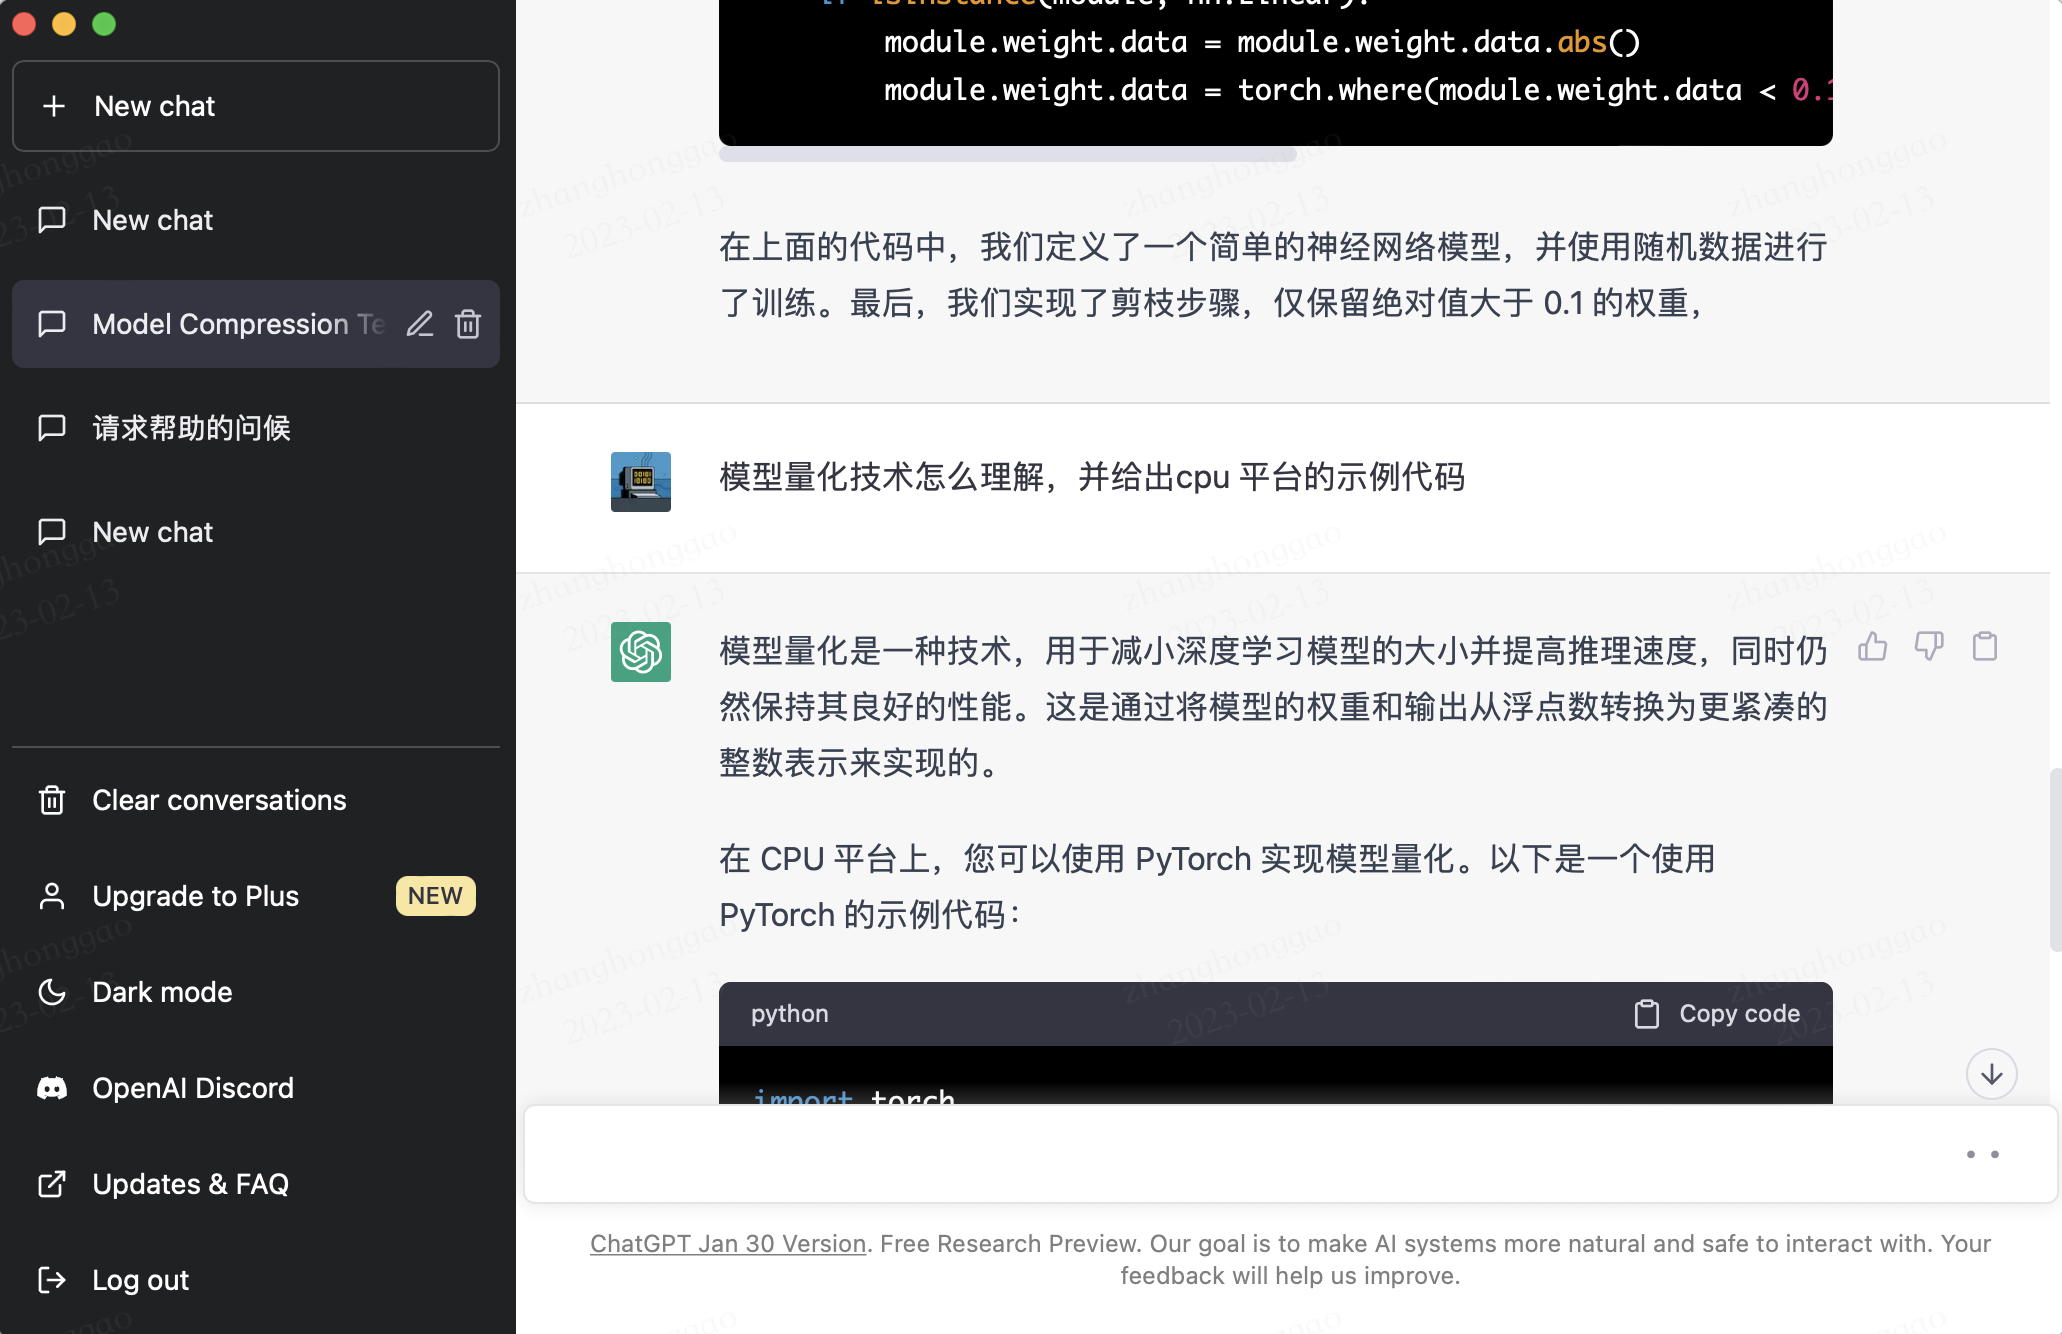 New chat
New chat
Model Compression Te
请求帮助的问候
New chat
Clear conversations
Upgrade to Plus
NEW
Dark mode
OpenAI Discord
Updates & FAQ
Log out
if isinstance(module, nn.Linear):
module.weight.data = module.weight.data.abs()
module.weight.data = torch.where(module.weight.data < 0.1
在上面的代码中，我们定义了一个简单的神经网络模型，并使用随机数据进行
了训练。最后，我们实现了剪枝步骤，仅保留绝对值大于 0.1 的权重，
模型量化技术怎么理解，并给出cpu 平台的示例代码
模型量化是一种技术，用于减小深度学习模型的大小并提高推理速度，同时仍
然保持其良好的性能。这是通过将模型的权重和输出从浮点数转换为更紧凑的
整数表示来实现的。
在 CPU 平台上，您可以使用 PyTorch 实现模型量化。以下是一个使用
PyTorch 的示例代码：
python
Copy code
import torch
ChatGPT Jan 30 Version. Free Research Preview. Our goal is to make AI systems more natural and safe to interact with. Your
feedback will help us improve.
zhanghonggao
2023-02-13